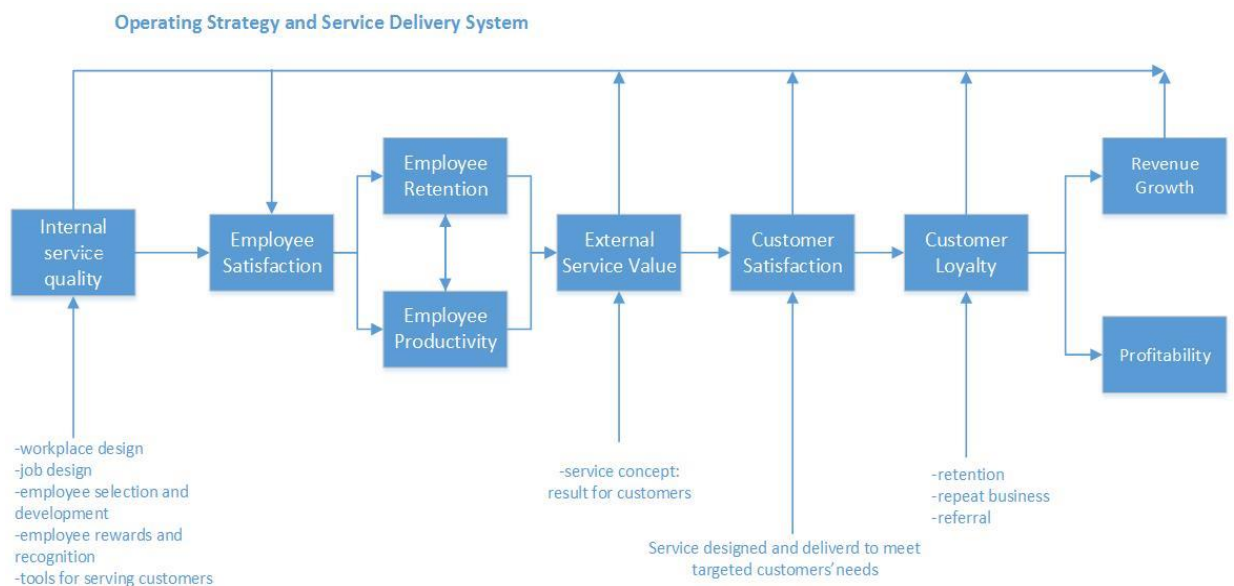 Operating Strategy and Service Delivery System
Employee
Retention
Revenue
Growth
Internal
service
quality
Employee
Satisfaction
External
Service Value
Customer
Satisfaction
Customer
Loyalty
Employee
Productivity
Profitability
-workplace design
-job design
-employee selection and
development
-employee rewards and
recognition
-tools for serving customers
-service concept:
result for customers
Service designed and deliverd to meet
targeted customers’ needs
-retention
-repeat business
-referral